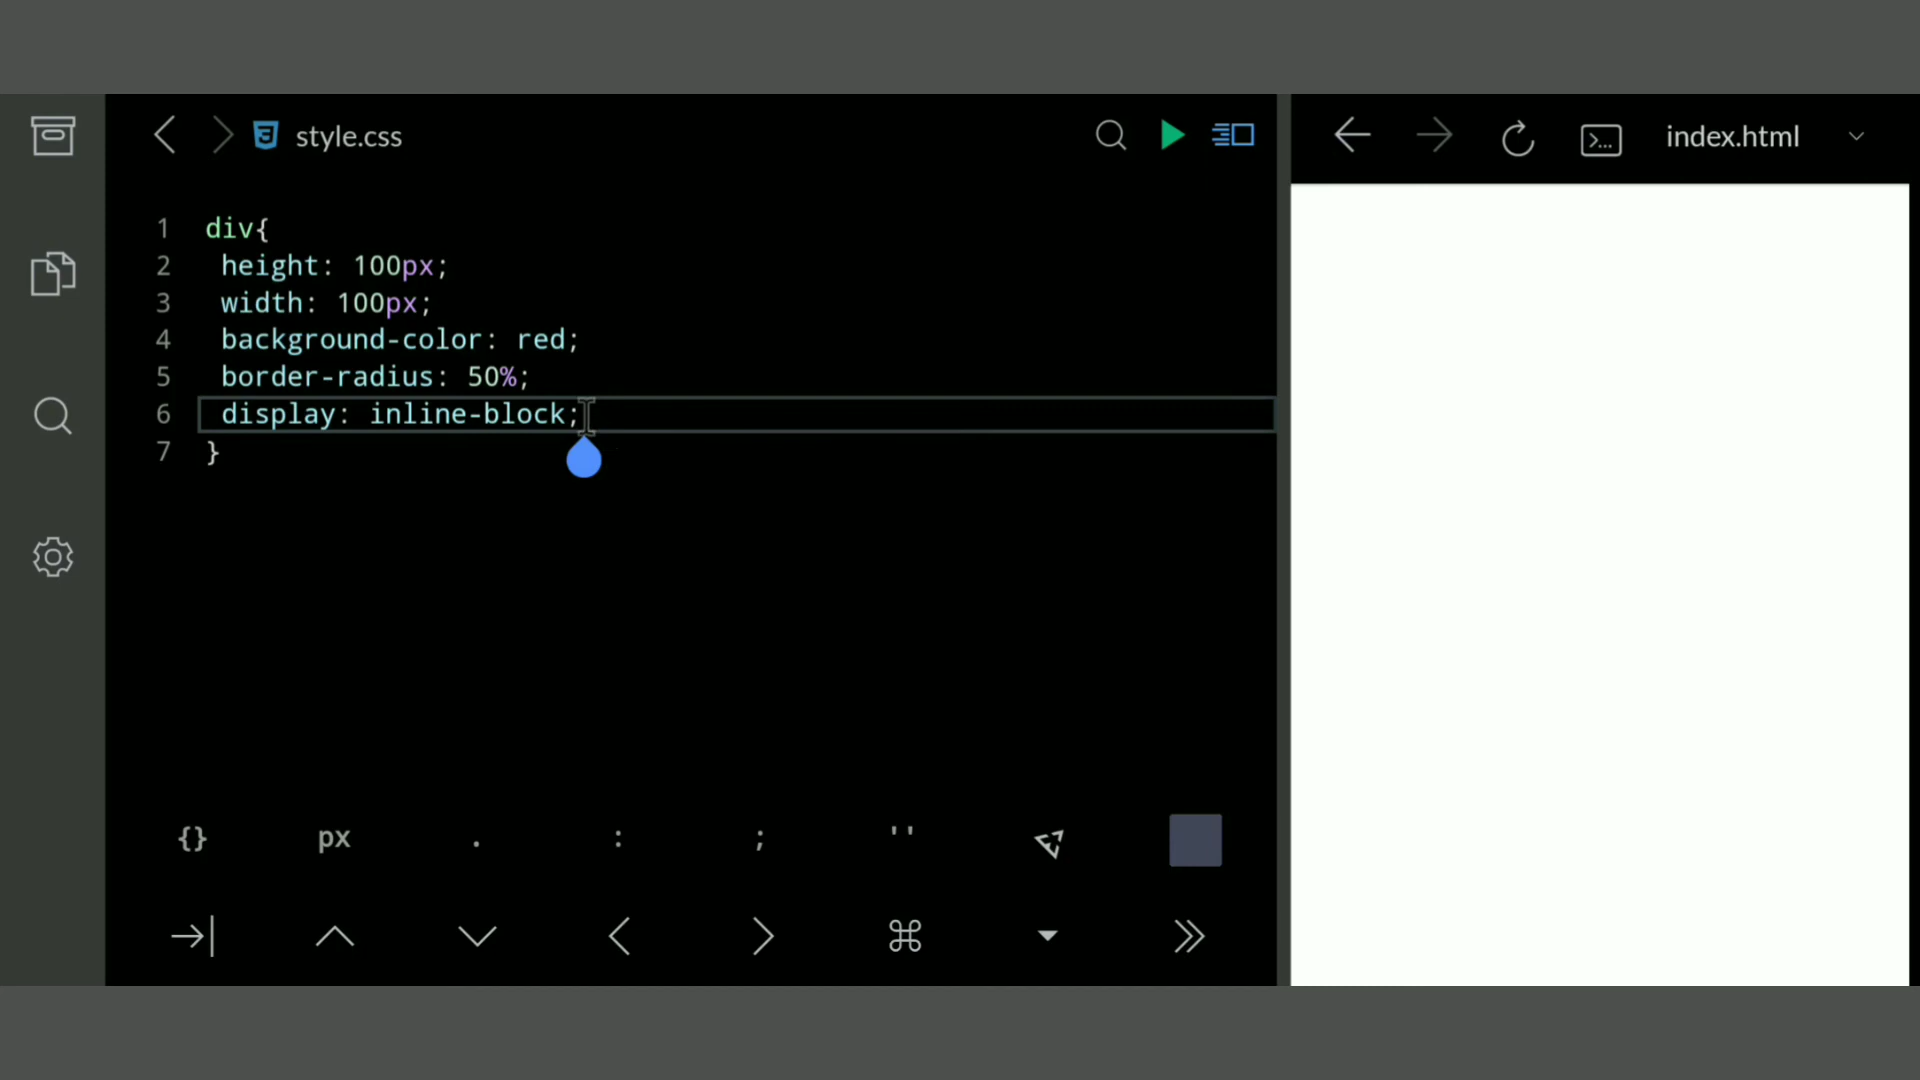 style.css
index.html
1 div{
2 height: 100px;
3 width: 100px;
4 background-color: red;
5 border-radius: 50%;
6 display: inline-block;
7 }
{} px . : ; ' '